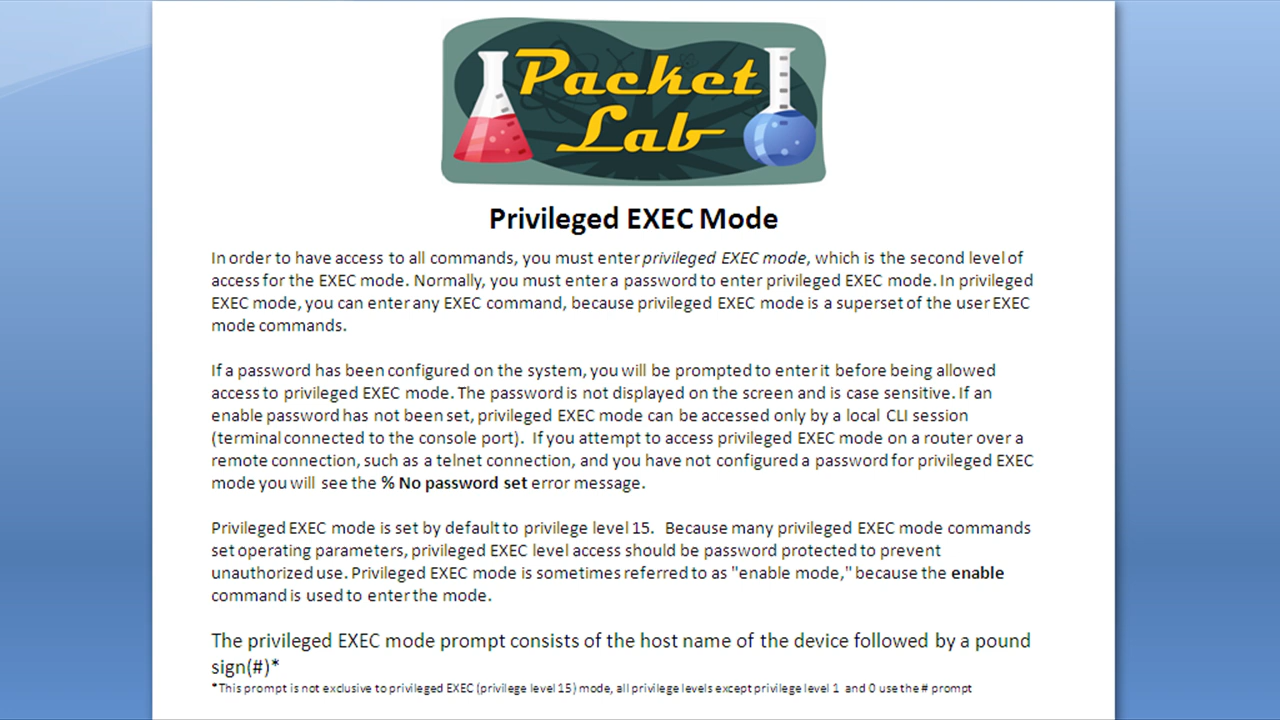 Packet
Lab
Privileged EXEC Mode
In order to have access to all commands, you must enter privileged EXEC mode, which is the second level of
access for the EXEC mode. Normally, you must enter a password to enter privileged EXEC mode. In privileged
EXEC mode, you can enter any EXEC command, because privileged EXEC mode is a superset of the user EXEC
mode commands.
If a password has been configured on the system, you will be prompted to enter it before being allowed
access to privileged EXEC mode. The password is not displayed on the screen and is case sensitive. If an
enable password has not been set, privileged EXEC mode can be accessed only by a local CLI session
(terminal connected to the console port). If you attempt to access privileged EXEC mode on a router over a
remote connection, such as a telnet connection, and you have not configured a password for privileged EXEC
mode you will see the % No password set error message.
Privileged EXEC mode is set by default to privilege level 15. Because many privileged EXEC mode commands
set operating parameters, privileged EXEC level access should be password protected to prevent
unauthorized use. Privileged EXEC mode is sometimes referred to as "enable mode," because the enable
command is used to enter the mode.
The privileged EXEC mode prompt consists of the host name of the device followed by a pound
sign(#)*
*This prompt is not exclusive to privileged EXEC (privilege level 15) mode, all privilege levels except privilege level 1 and 0 use the # prompt